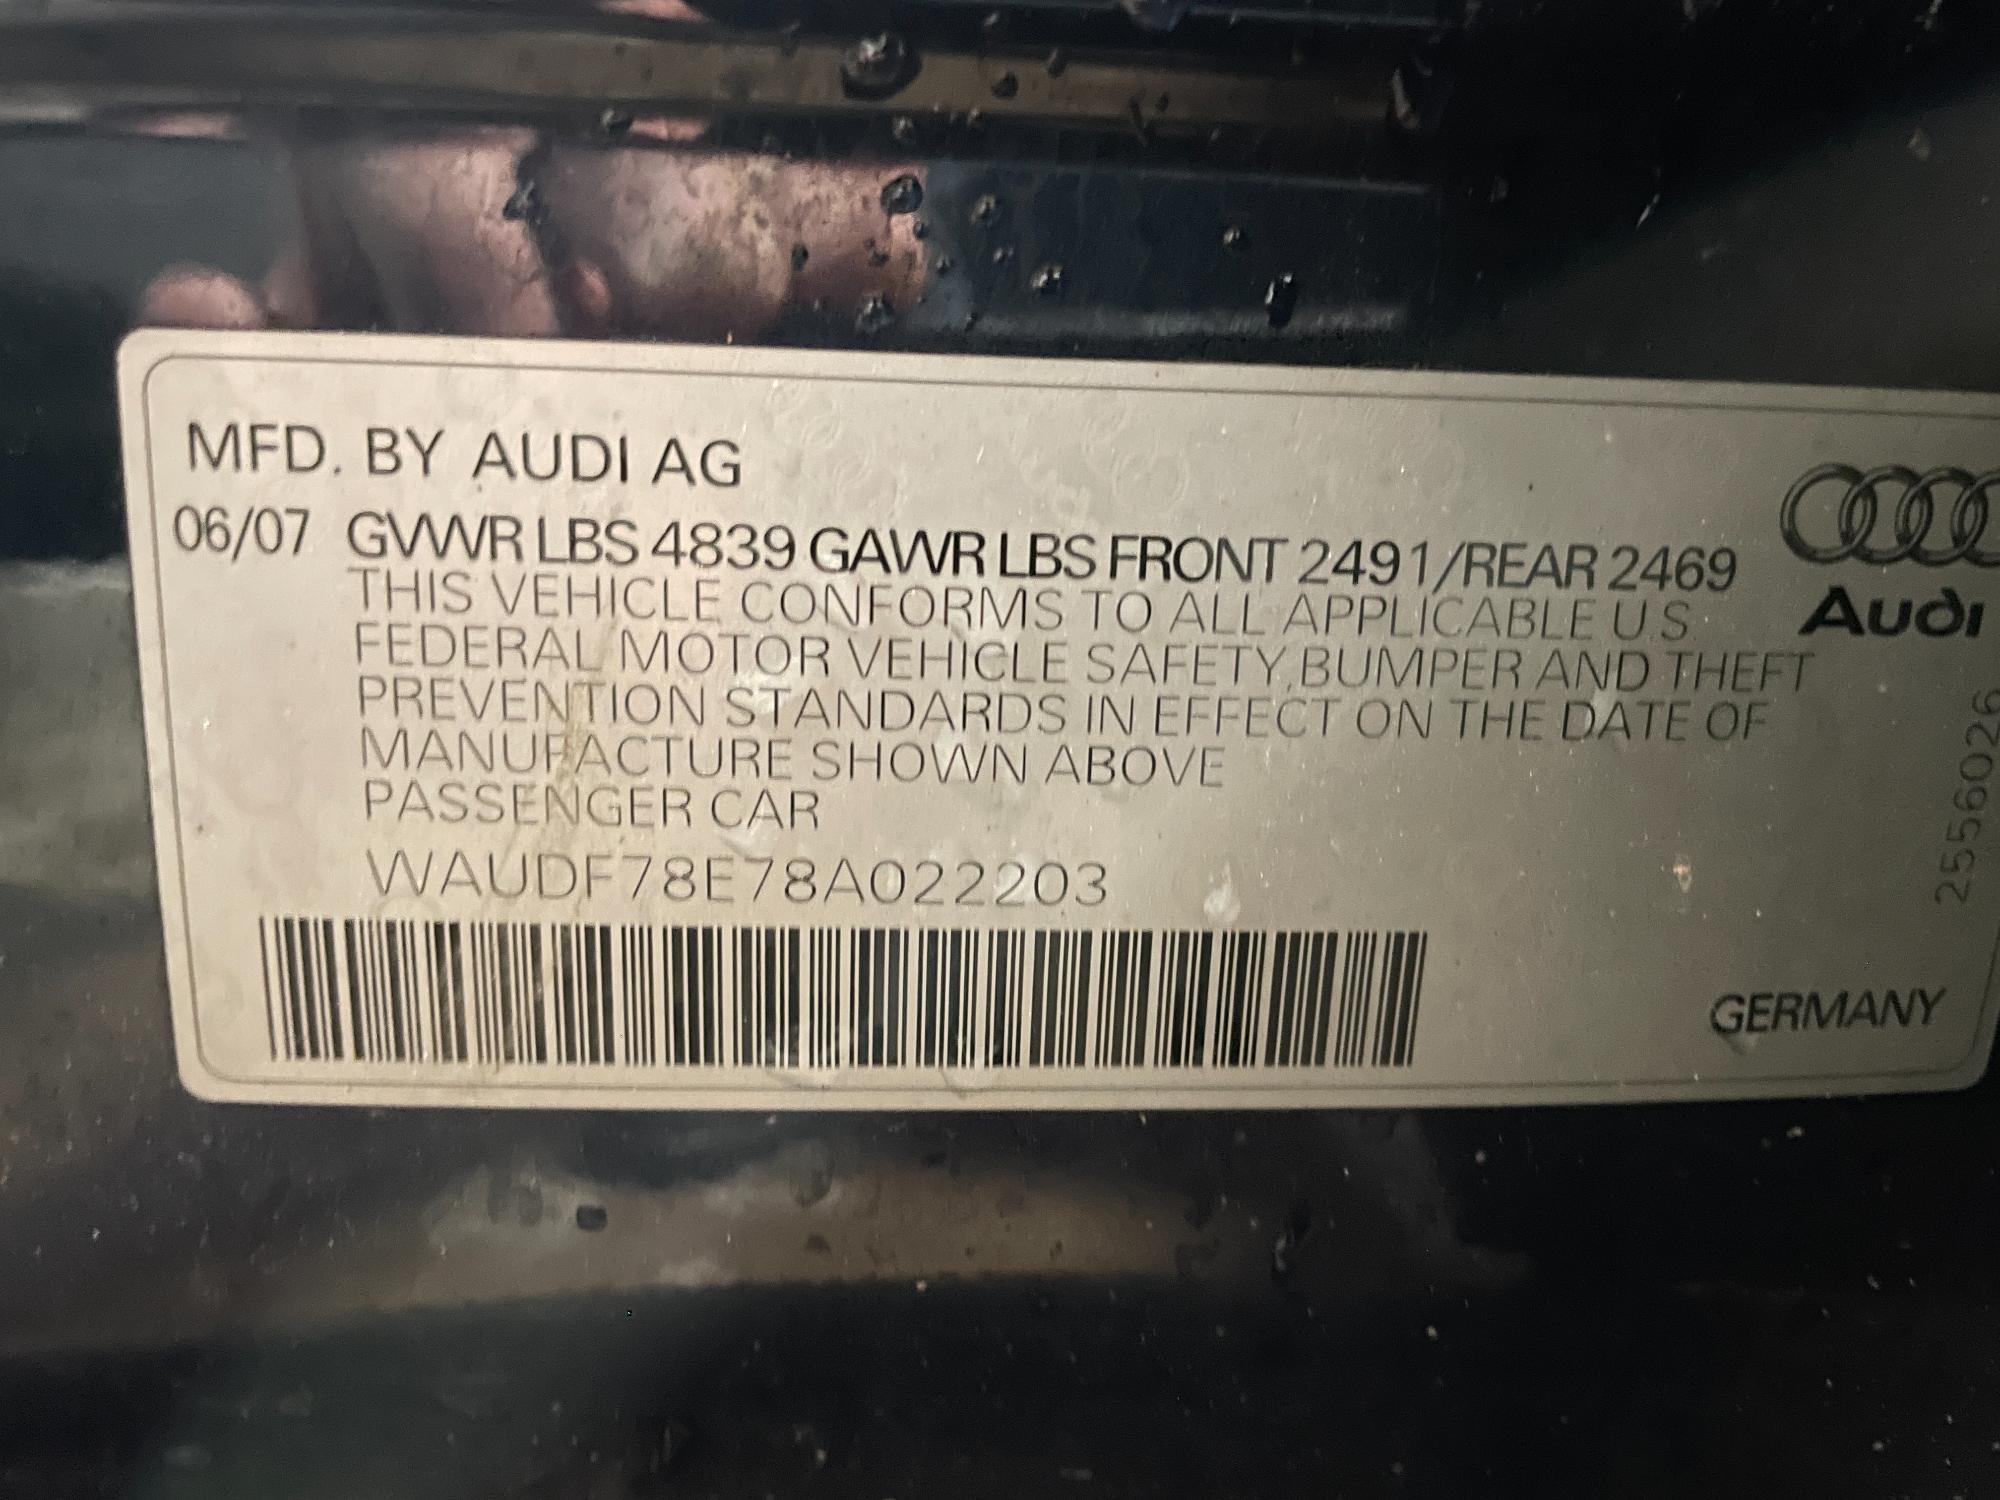 MFD. BY AUDI AG
06/07 GVWR LBS 4839 GAWR LBS FRONT 2491/REAR 2469
THIS VEHICLE CONFORMS TO ALL APPLICABLE U.S.
FEDERAL MOTOR VEHICLE SAFETY, BUMPER AND THEFT
PREVENTION STANDARDS IN EFFECT ON THE DATE OF
MANUFACTURE SHOWN ABOVE
PASSENGER CAR
WAUDF78E78A022203
Audi
2556026
GERMANY